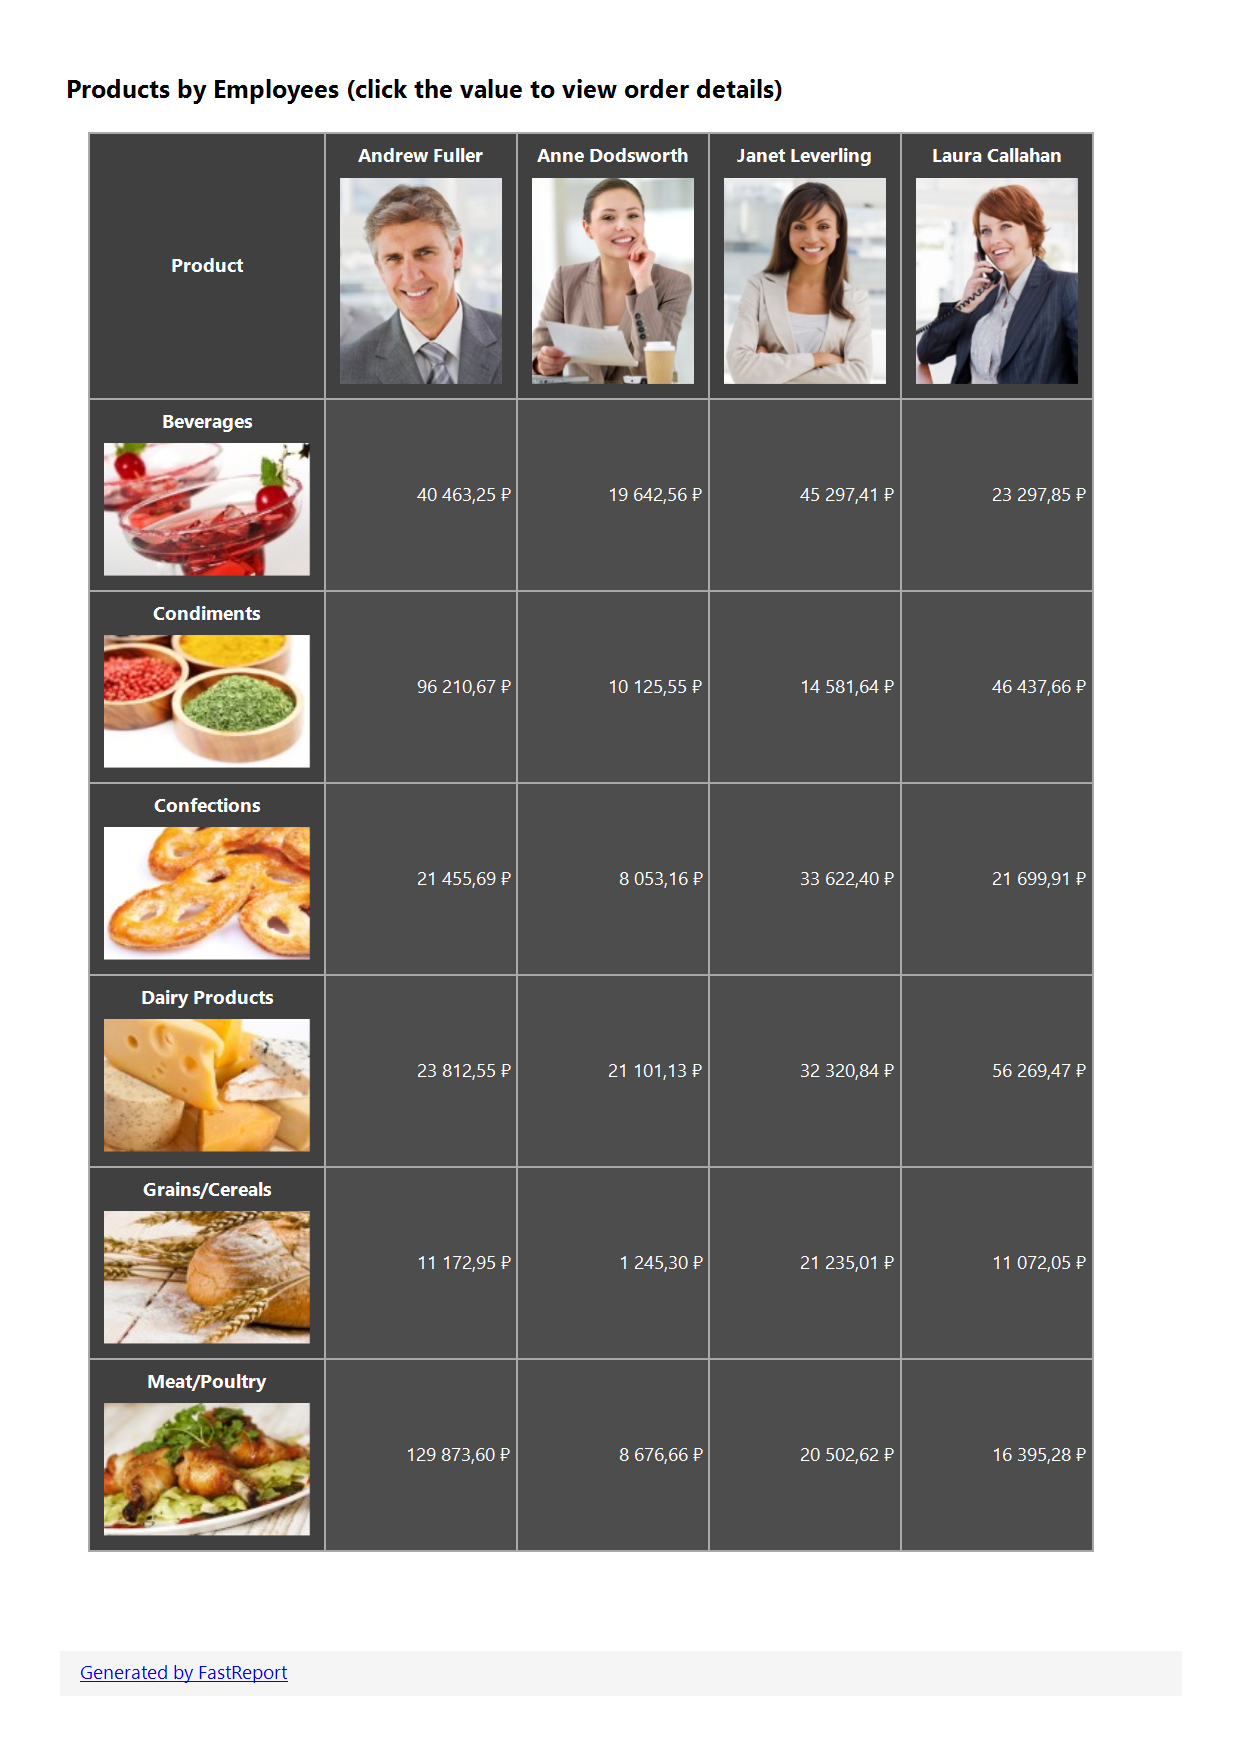 Products by Employees (click the value to view order details)
Product Andrew Fuller Anne Dodsworth Janet Leverling Laura Callahan
Beverages 40 463,25 ₽ 19 642,56 ₽ 45 297,41 ₽ 23 297,85 ₽
Condiments 96 210,67 ₽ 10 125,55 ₽ 14 581,64 ₽ 46 437,66 ₽
Confections 21 455,69 ₽ 8 053,16 ₽ 33 622,40 ₽ 21 699,91 ₽
Dairy Products 23 812,55 ₽ 21 101,13 ₽ 32 320,84 ₽ 56 269,47 ₽
Grains/Cereals 11 172,95 ₽ 1 245,30 ₽ 21 235,01 ₽ 11 072,05 ₽
Meat/Poultry 129 873,60 ₽ 8 676,66 ₽ 20 502,62 ₽ 16 395,28 ₽
Generated by FastReport